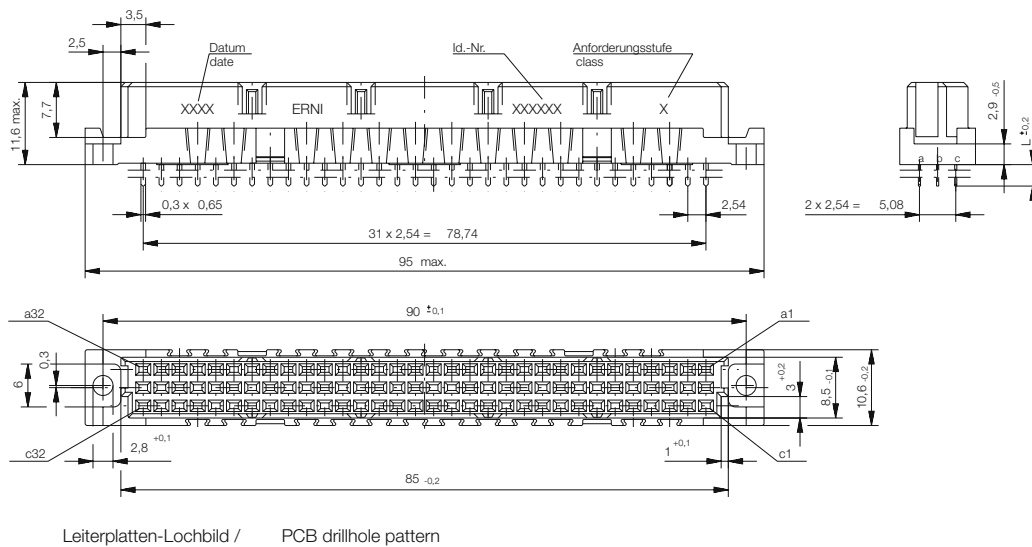 3,5
2,5
Datum
date
Id.-Nr.
Anforderungsstufe
class
11,6 max.
7,7
XXXX
ERNI
XXXXXX
X
2,9 -0,5
L ±0,2
a b c
0,3 x 0,65
2,54
2 x 2,54 = 5,08
31 x 2,54 = 78,74
95 max.
a32
90 ±0,1
a1
0,3
6
+0,2
3
8,5 -0,1
10,6 -0,2
c32
2,8 +0,1
1 +0,1
c1
85 -0,2
Leiterplatten-Lochbild / PCB drillhole pattern